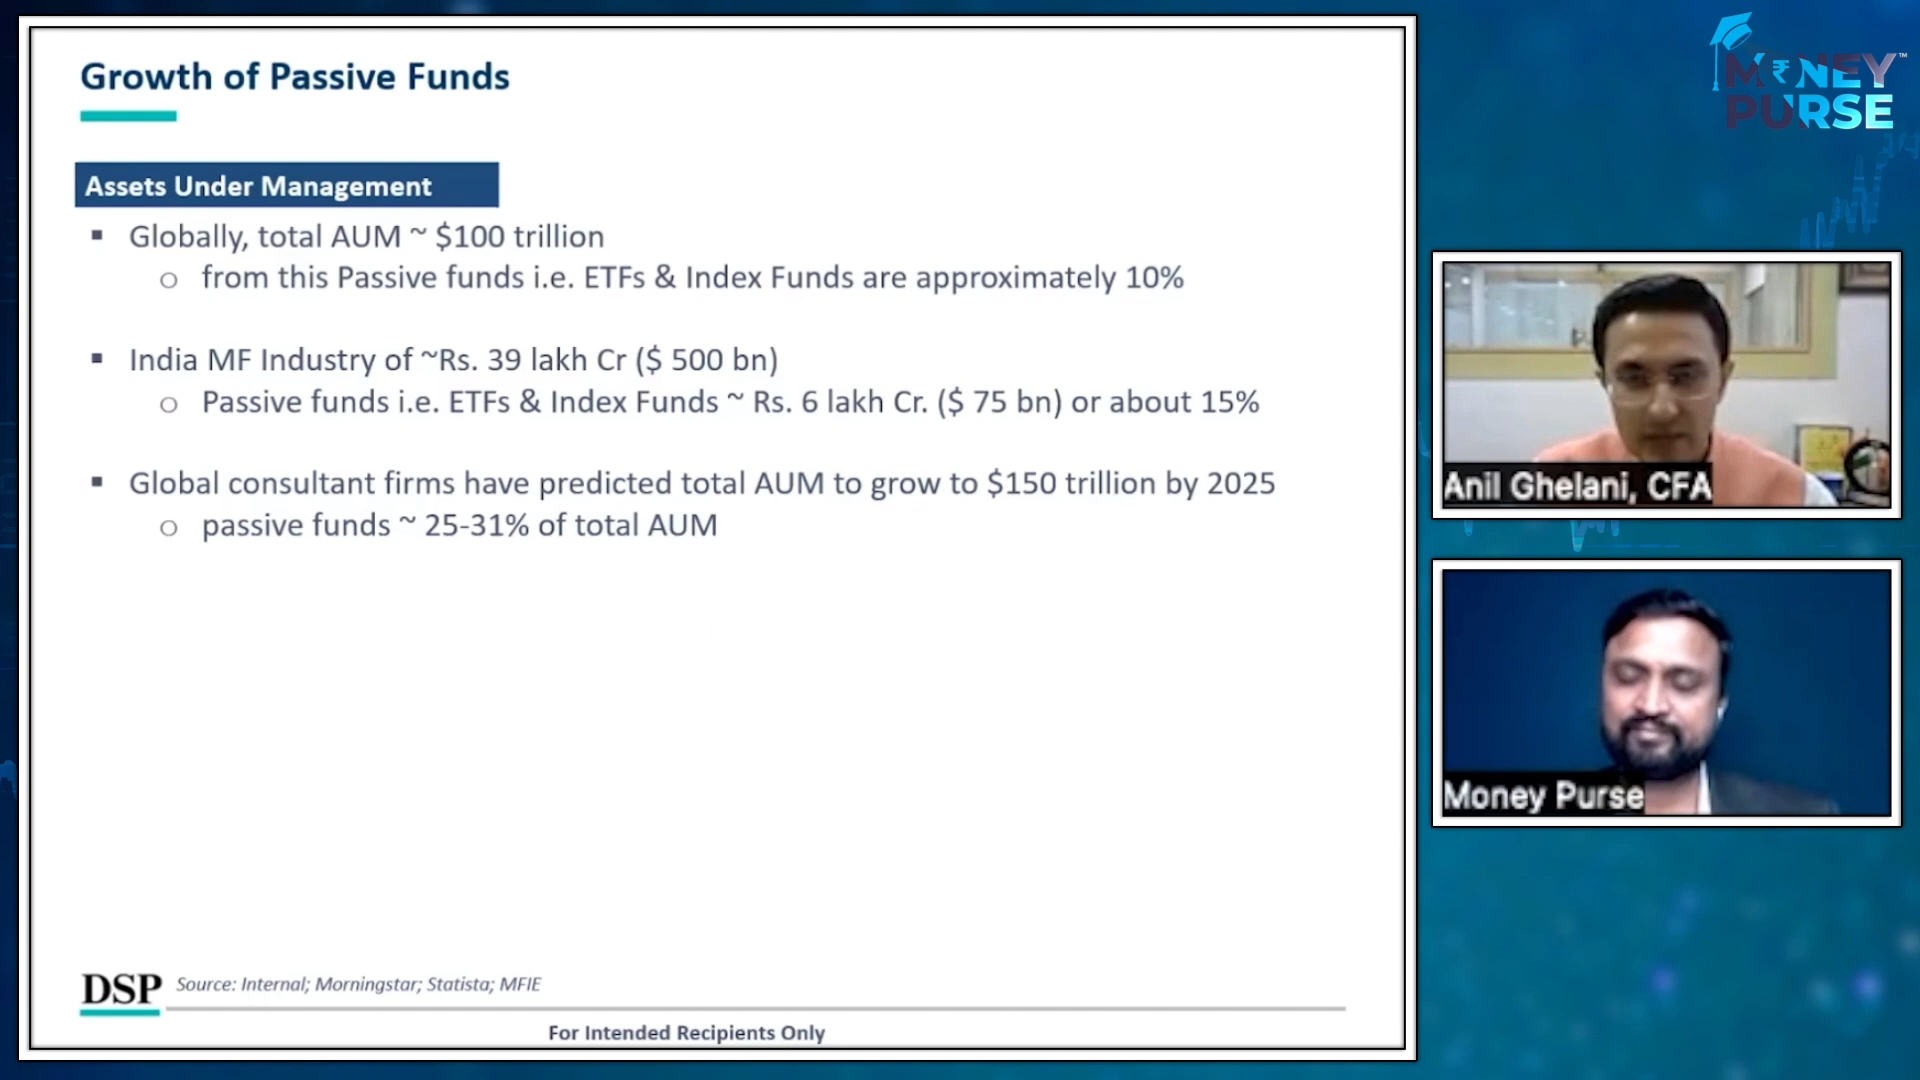 Growth of Passive Funds
Assets Under Management
▪ Globally, total AUM ~ $100 trillion
o from this Passive funds i.e. ETFs & Index Funds are approximately 10%
▪ India MF Industry of ~Rs. 39 lakh Cr ($ 500 bn)
o Passive funds i.e. ETFs & Index Funds ~ Rs. 6 lakh Cr. ($ 75 bn) or about 15%
▪ Global consultant firms have predicted total AUM to grow to $150 trillion by 2025
o passive funds ~ 25-31% of total AUM
DSP
Source: Internal; Morningstar; Statista; MFIE
For Intended Recipients Only
M₹NEY™
PURSE
Anil Ghelani, CFA
Money Purse